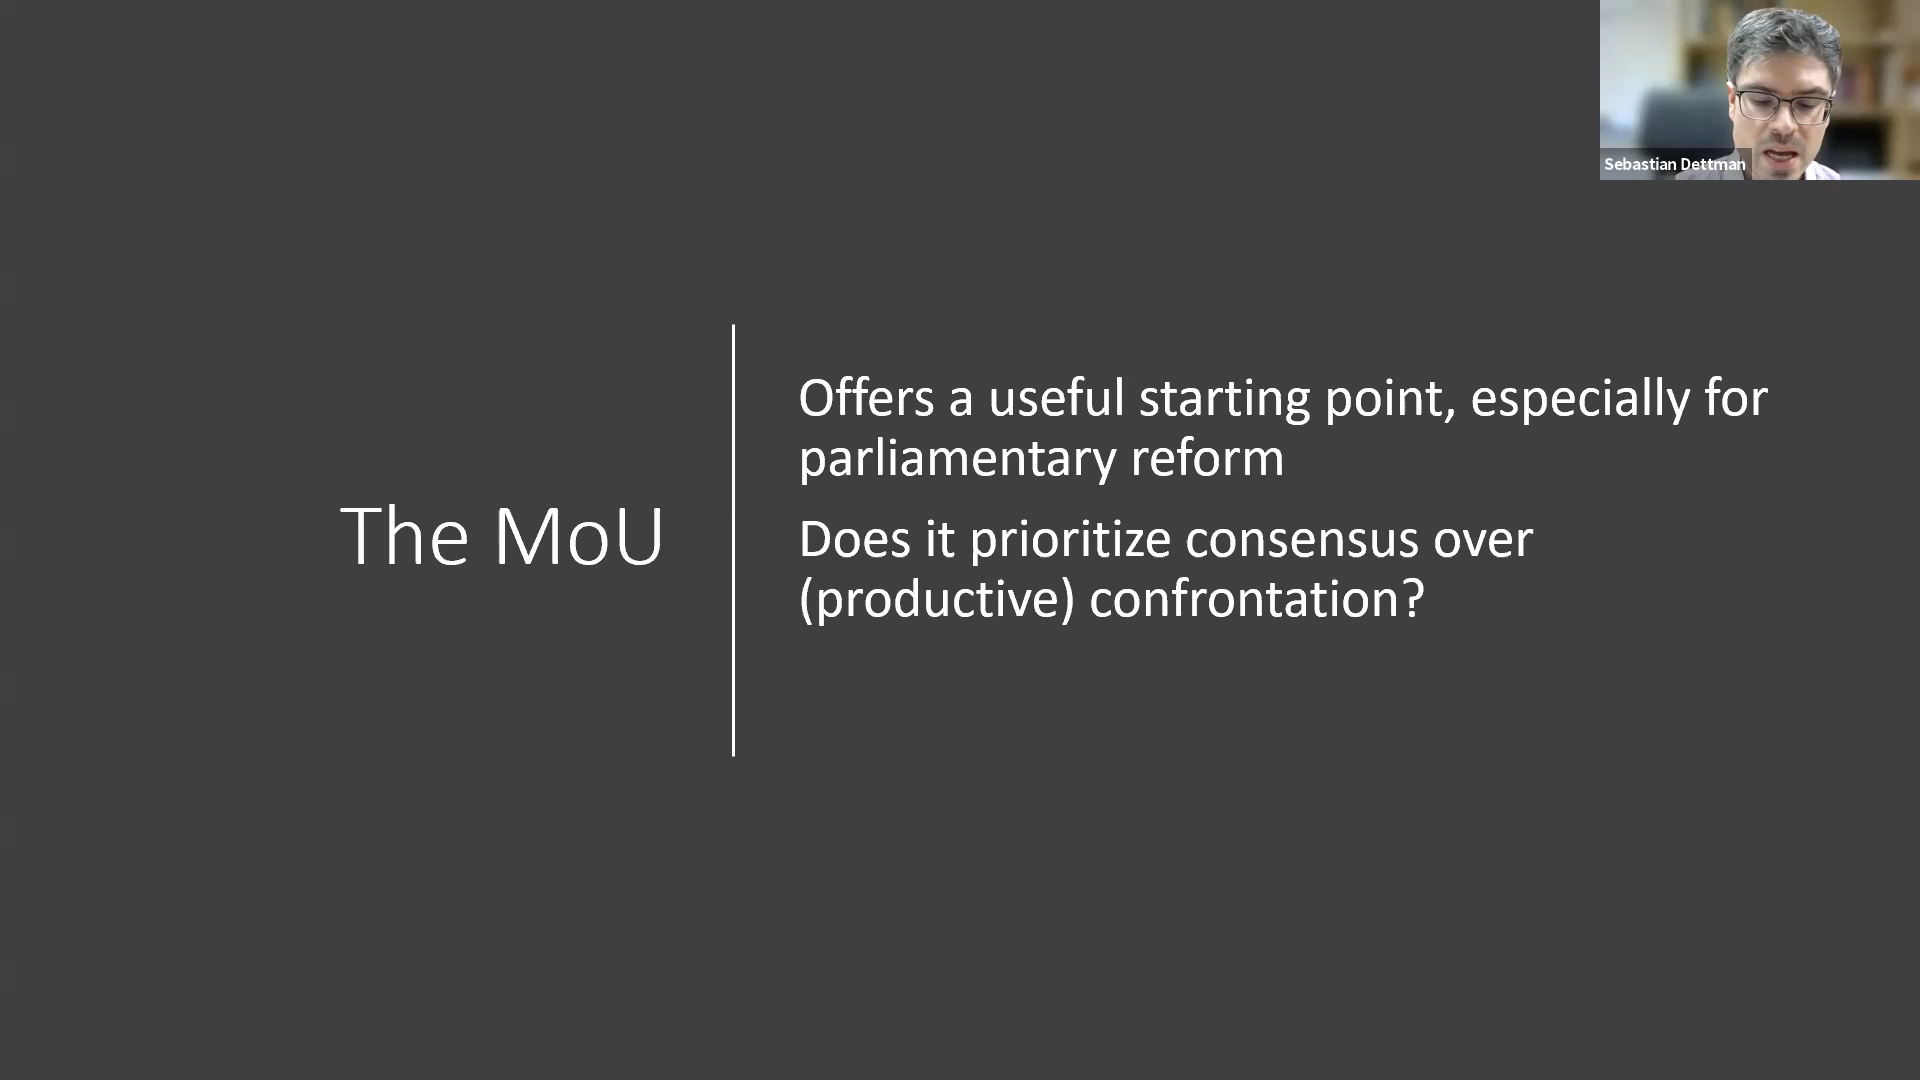 Sebastian Dettman
The MoU
Offers a useful starting point, especially for
parliamentary reform
Does it prioritize consensus over
(productive) confrontation?